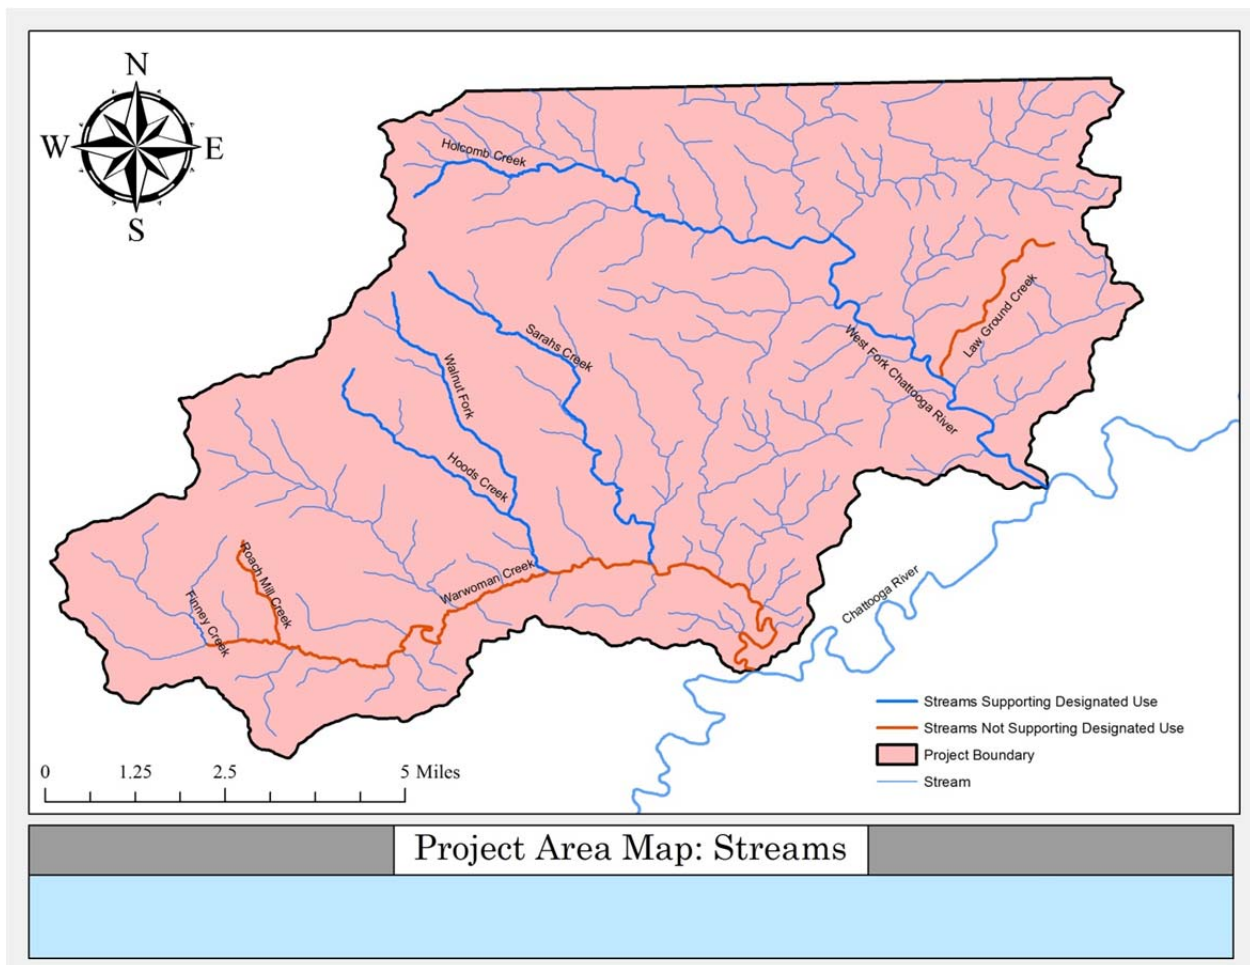 N
W
E
S
Holcomb Creek
Sarahs Creek
Walnut Fork
Hoods Creek
West Fork Chattooga River
Law Ground Creek
Roach Mill Creek
Finney Creek
Warwoman Creek
Chattooga River
Streams Supporting Designated Use
Streams Not Supporting Designated Use
Project Boundary
Stream
0 1.25 2.5 5 Miles
Project Area Map: Streams